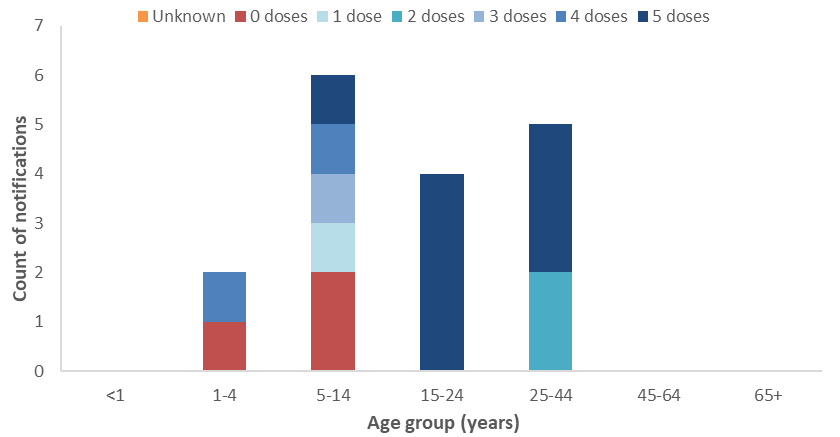 Unknown 0 doses 1 dose 2 doses 3 doses 4 doses 5 doses
7
6
5
4
3
2
1
0
Count of notifications
<1 1-4 5-14 15-24 25-44 45-64 65+
Age group (years)